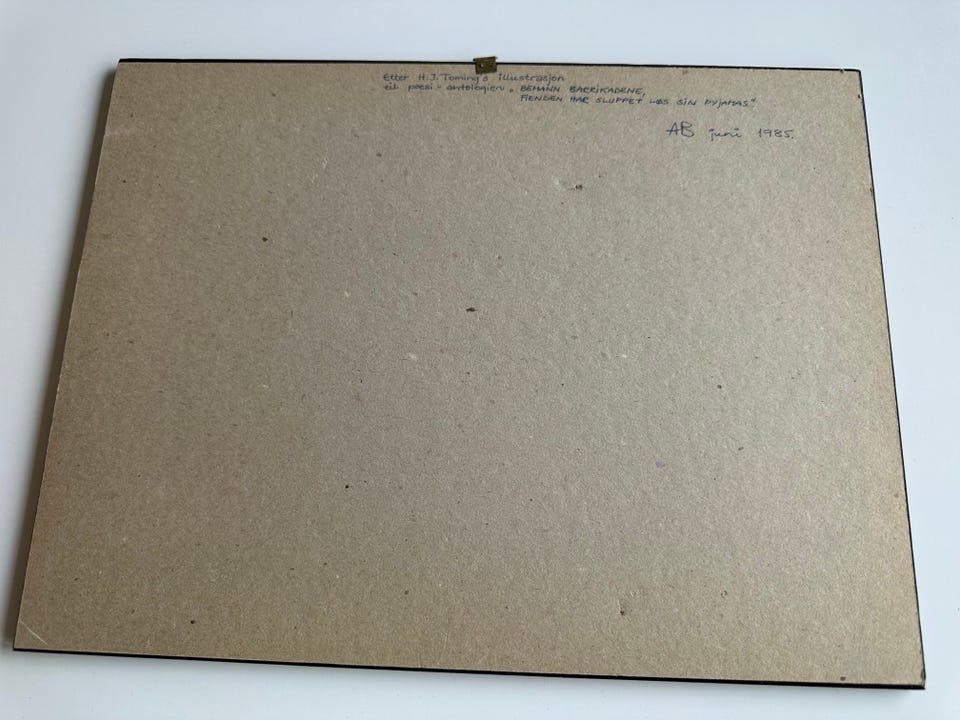 Etter H.J. Toming's illustrasjon
til poesi-antologien „BEMANN BARRIKADENE,
FIENDEN HAR SLUPPET LØS SIN PYJAMAS"
AB juni 1985.